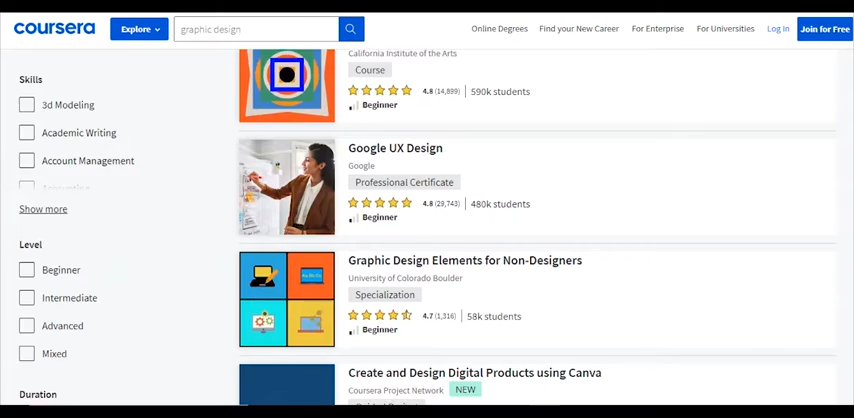 coursera
Explore
graphic design
Online Degrees
Find your New Career
For Enterprise
For Universities
Log In
Join for Free
Skills
3d Modeling
Academic Writing
Account Management
Accounting
Show more
Level
Beginner
Intermediate
Advanced
Mixed
Duration
California Institute of the Arts
Course
4.8 (14,899) 590k students
Beginner
Google UX Design
Google
Professional Certificate
4.8 (29,743) 480k students
Beginner
Graphic Design Elements for Non-Designers
University of Colorado Boulder
Specialization
4.7 (1,316) 58k students
Beginner
Create and Design Digital Products using Canva
Coursera Project Network
NEW